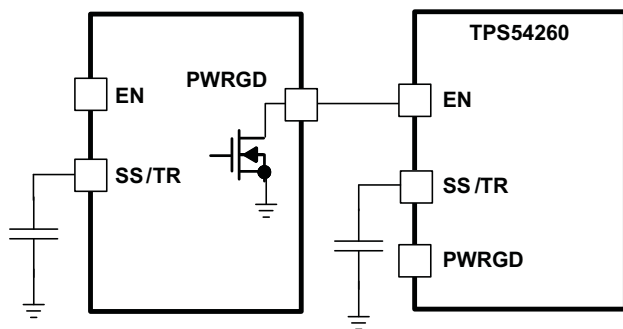 TPS54260
PWRGD
EN
EN
SS/TR
SS/TR
PWRGD